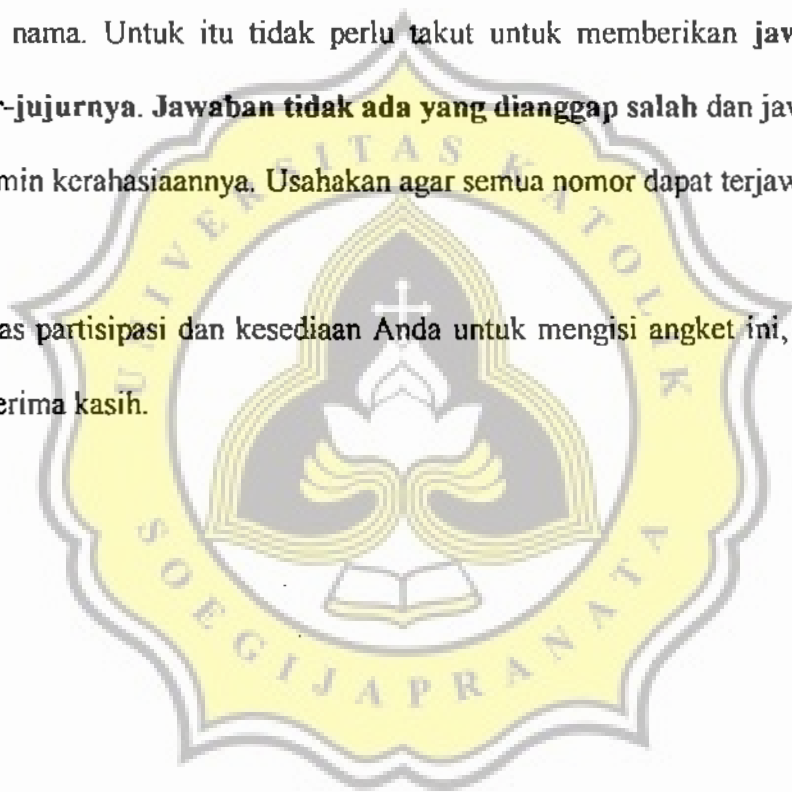 nama. Untuk itu tidak perlu takut untuk memberikan jaw
-jujurnya. Jawaban tidak ada yang dianggap salah dan jaw
min kerahasiaannya. Usahakan agar semua nomor dapat terjaw
as partisipasi dan kesediaan Anda untuk mengisi angket ini,
erima kasih.
UNIVERSITAS KATOLIK
SOEGIJAPRANATA